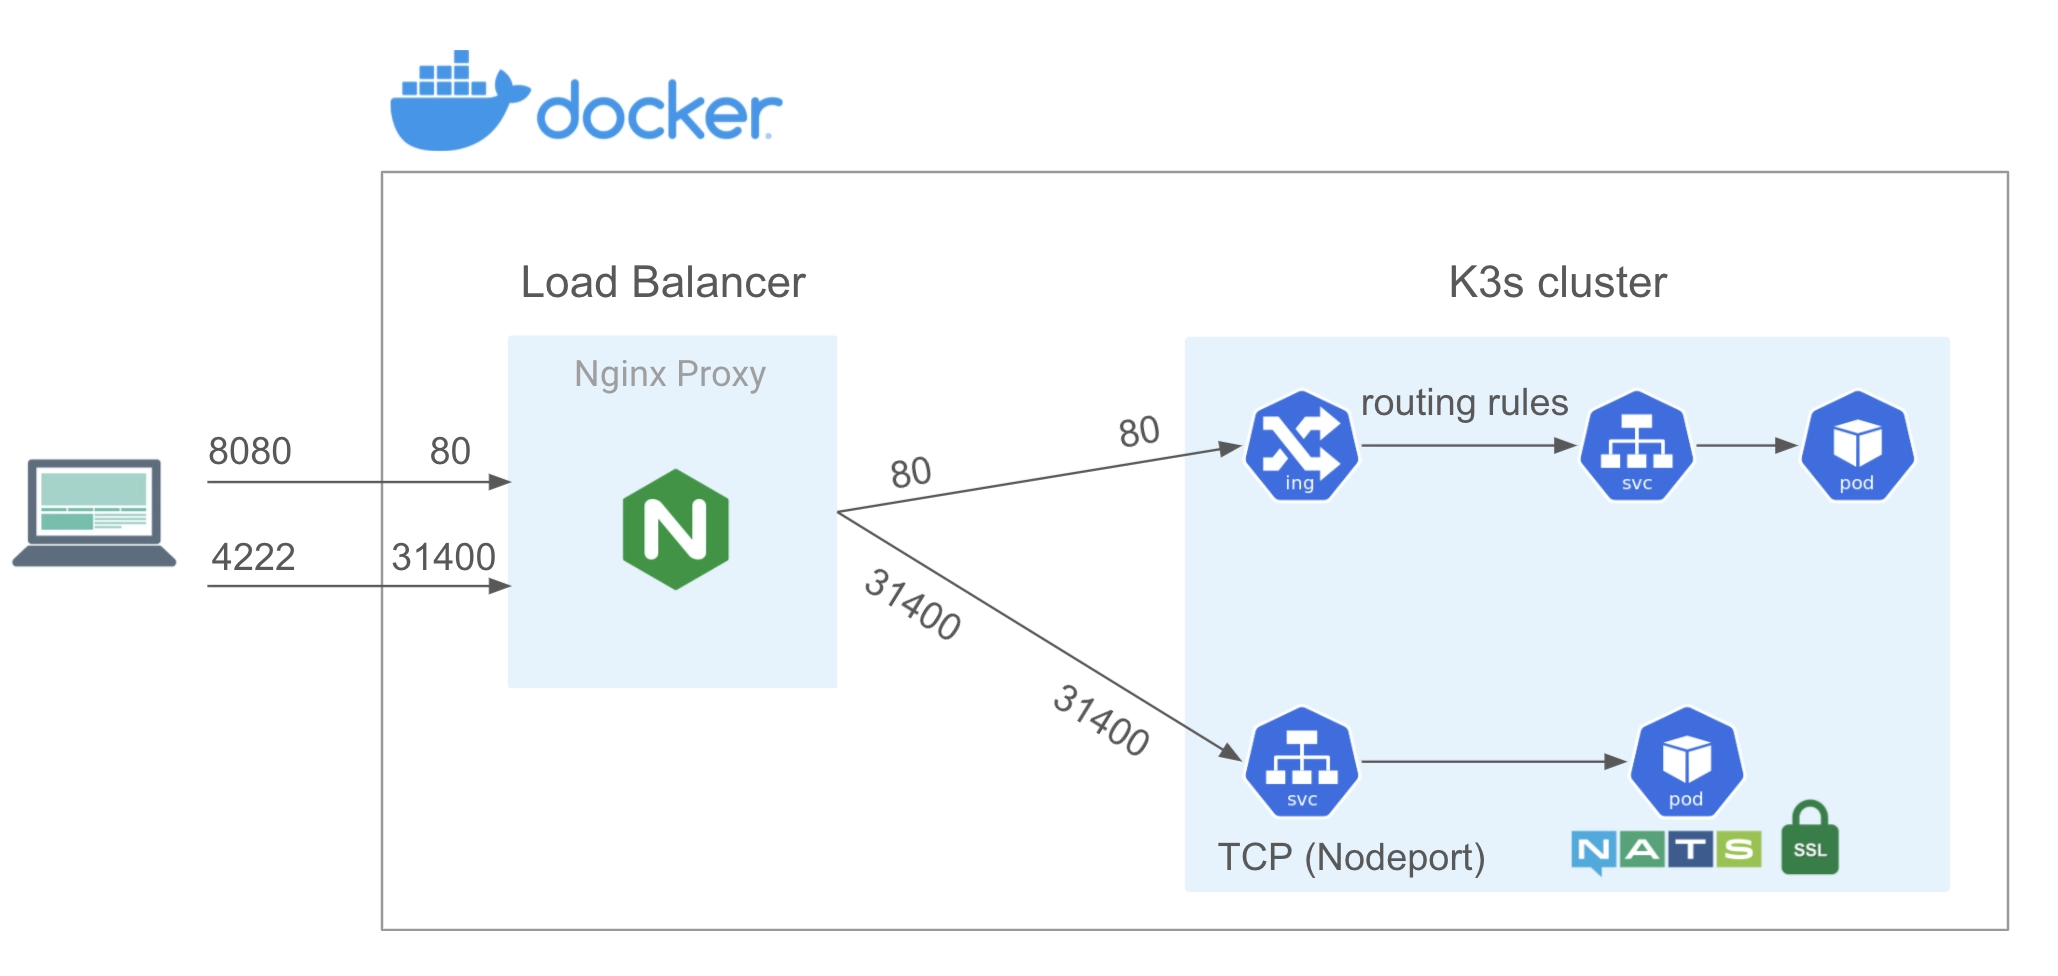 docker
Load Balancer
K3s cluster
Nginx Proxy
8080
80
4222
31400
N
80
80
31400
31400
routing rules
ing
svc
pod
svc
pod
TCP (Nodeport)
NATS
SSL